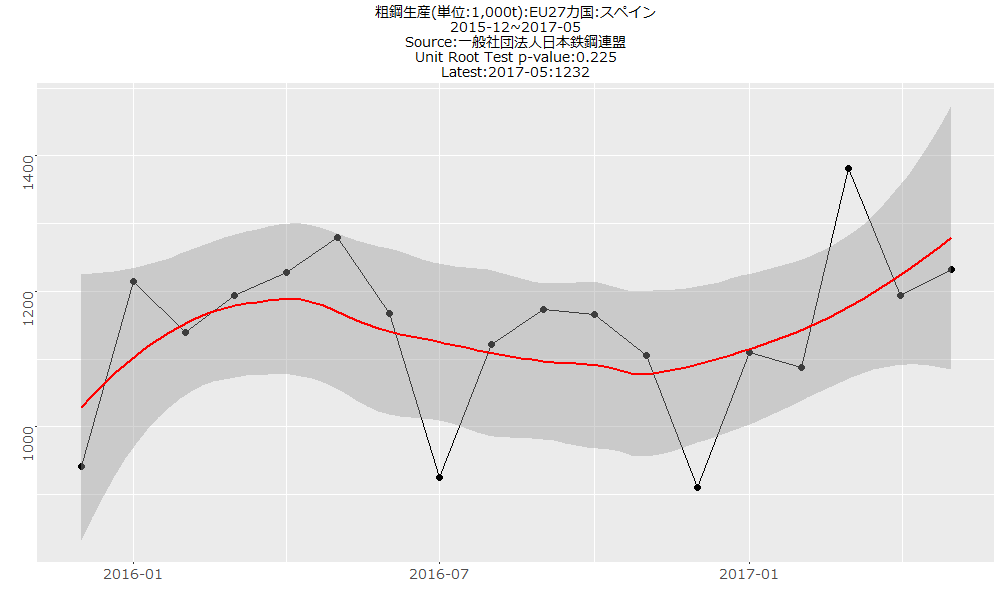 粗鋼生産(単位:1,000t):EU27カ国:スペイン
2015-12~2017-05
Source:一般社団法人日本鉄鋼連盟
Unit Root Test p-value:0.225
Latest:2017-05:1232
1400
1200
1000
2016-01
2016-07
2017-01